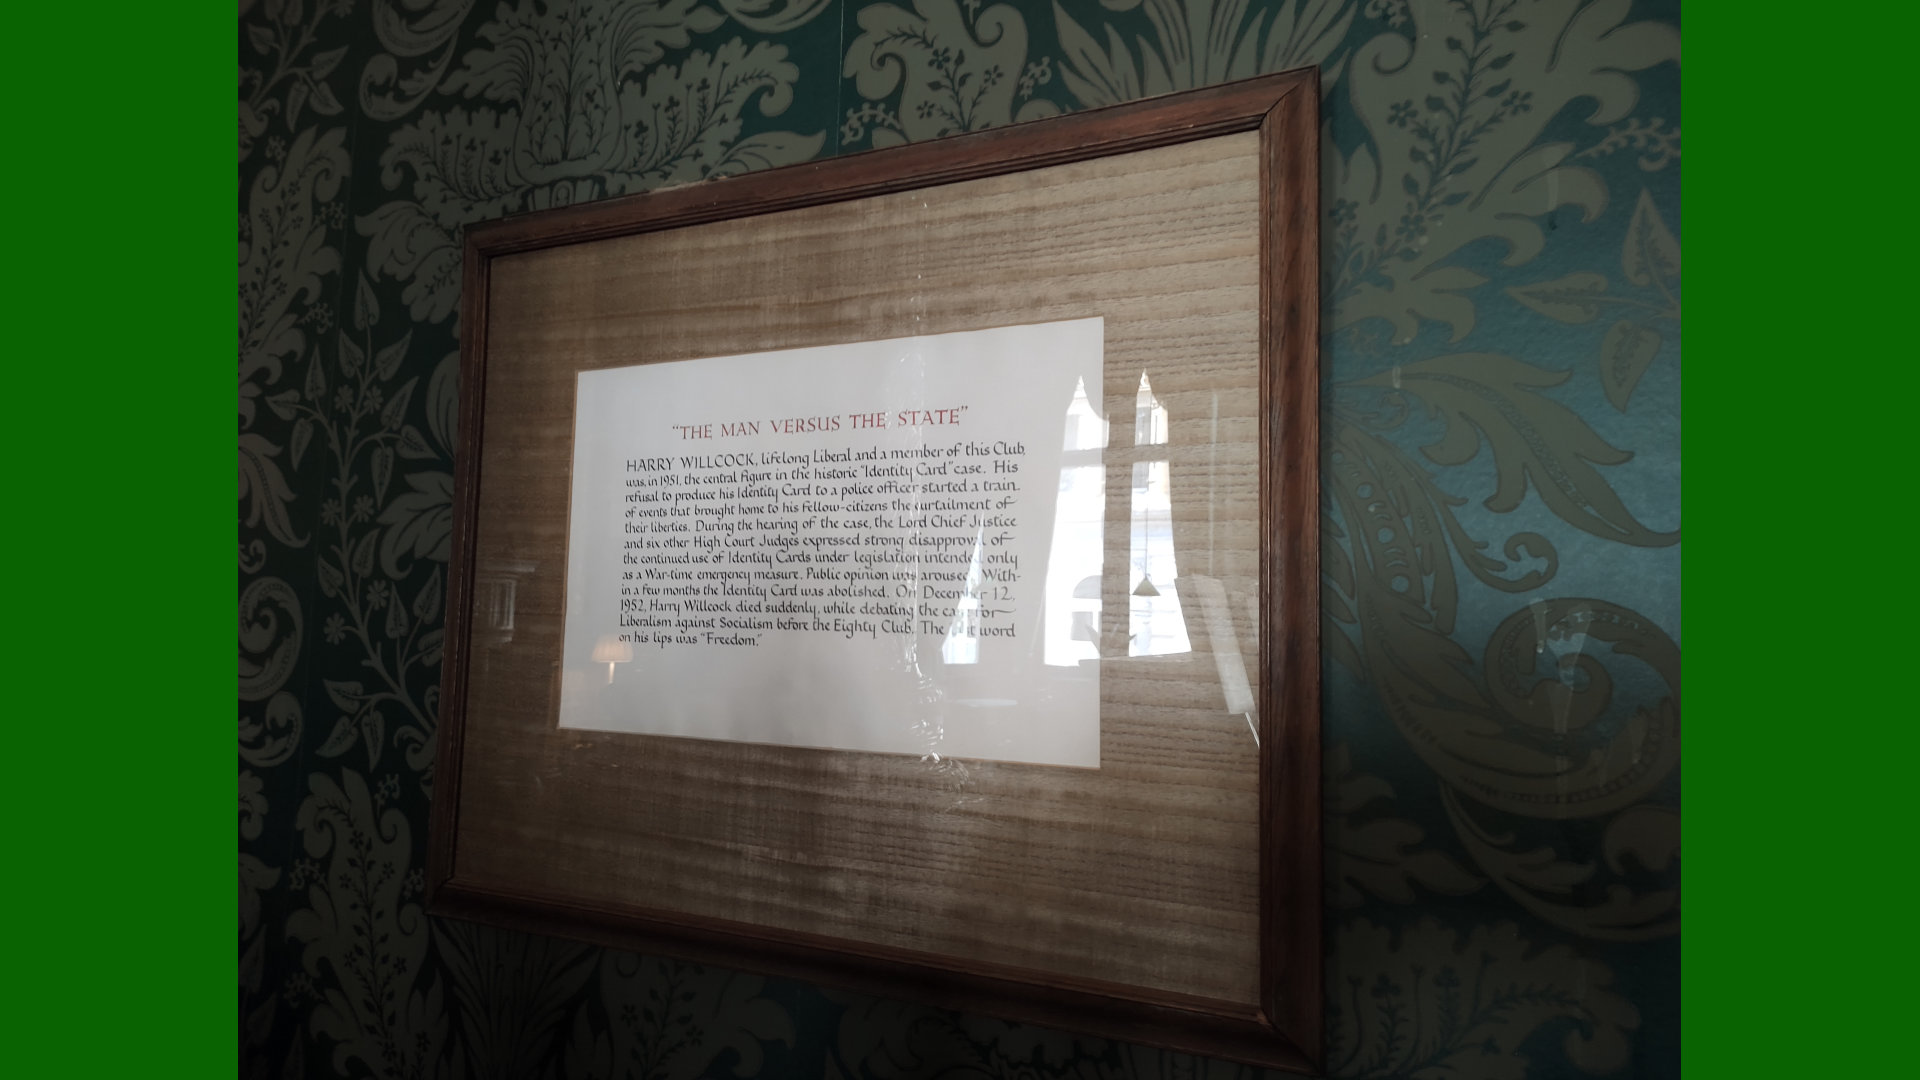 “THE MAN VERSUS THE STATE”
HARRY WILLCOCK, lifelong Liberal and a member of this Club,
was, in 1951, the central figure in the historic “Identity Card” case. His
refusal to produce his Identity Card to a police officer started a train
of events that brought home to his fellow-citizens the curtailment of
their liberties. During the hearing of the case, the Lord Chief Justice
and six other High Court Judges expressed strong disapproval of
the continued use of Identity Cards under legislation intended only
as a War-time emergency measure. Public opinion was aroused. With-
in a few months the Identity Card was abolished. On December 12,
1952, Harry Willcock died suddenly, while debating the case for
Liberalism against Socialism before the Eighty Club. The last word
on his lips was “Freedom.”